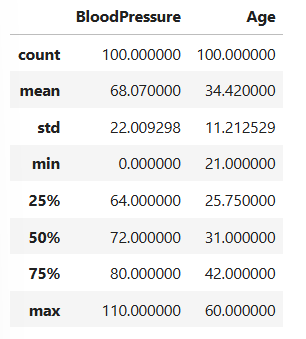 BloodPressure Age
count 100.000000 100.000000
mean 68.070000 34.420000
std 22.009298 11.212529
min 0.000000 21.000000
25% 64.000000 25.750000
50% 72.000000 31.000000
75% 80.000000 42.000000
max 110.000000 60.000000